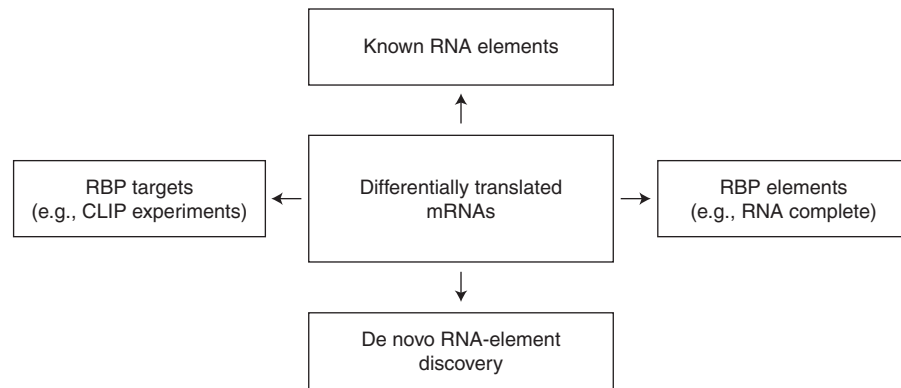 Known RNA elements
RBP targets
(e.g., CLIP experiments)
Differentially translated
mRNAs
RBP elements
(e.g., RNA complete)
De novo RNA-element
discovery